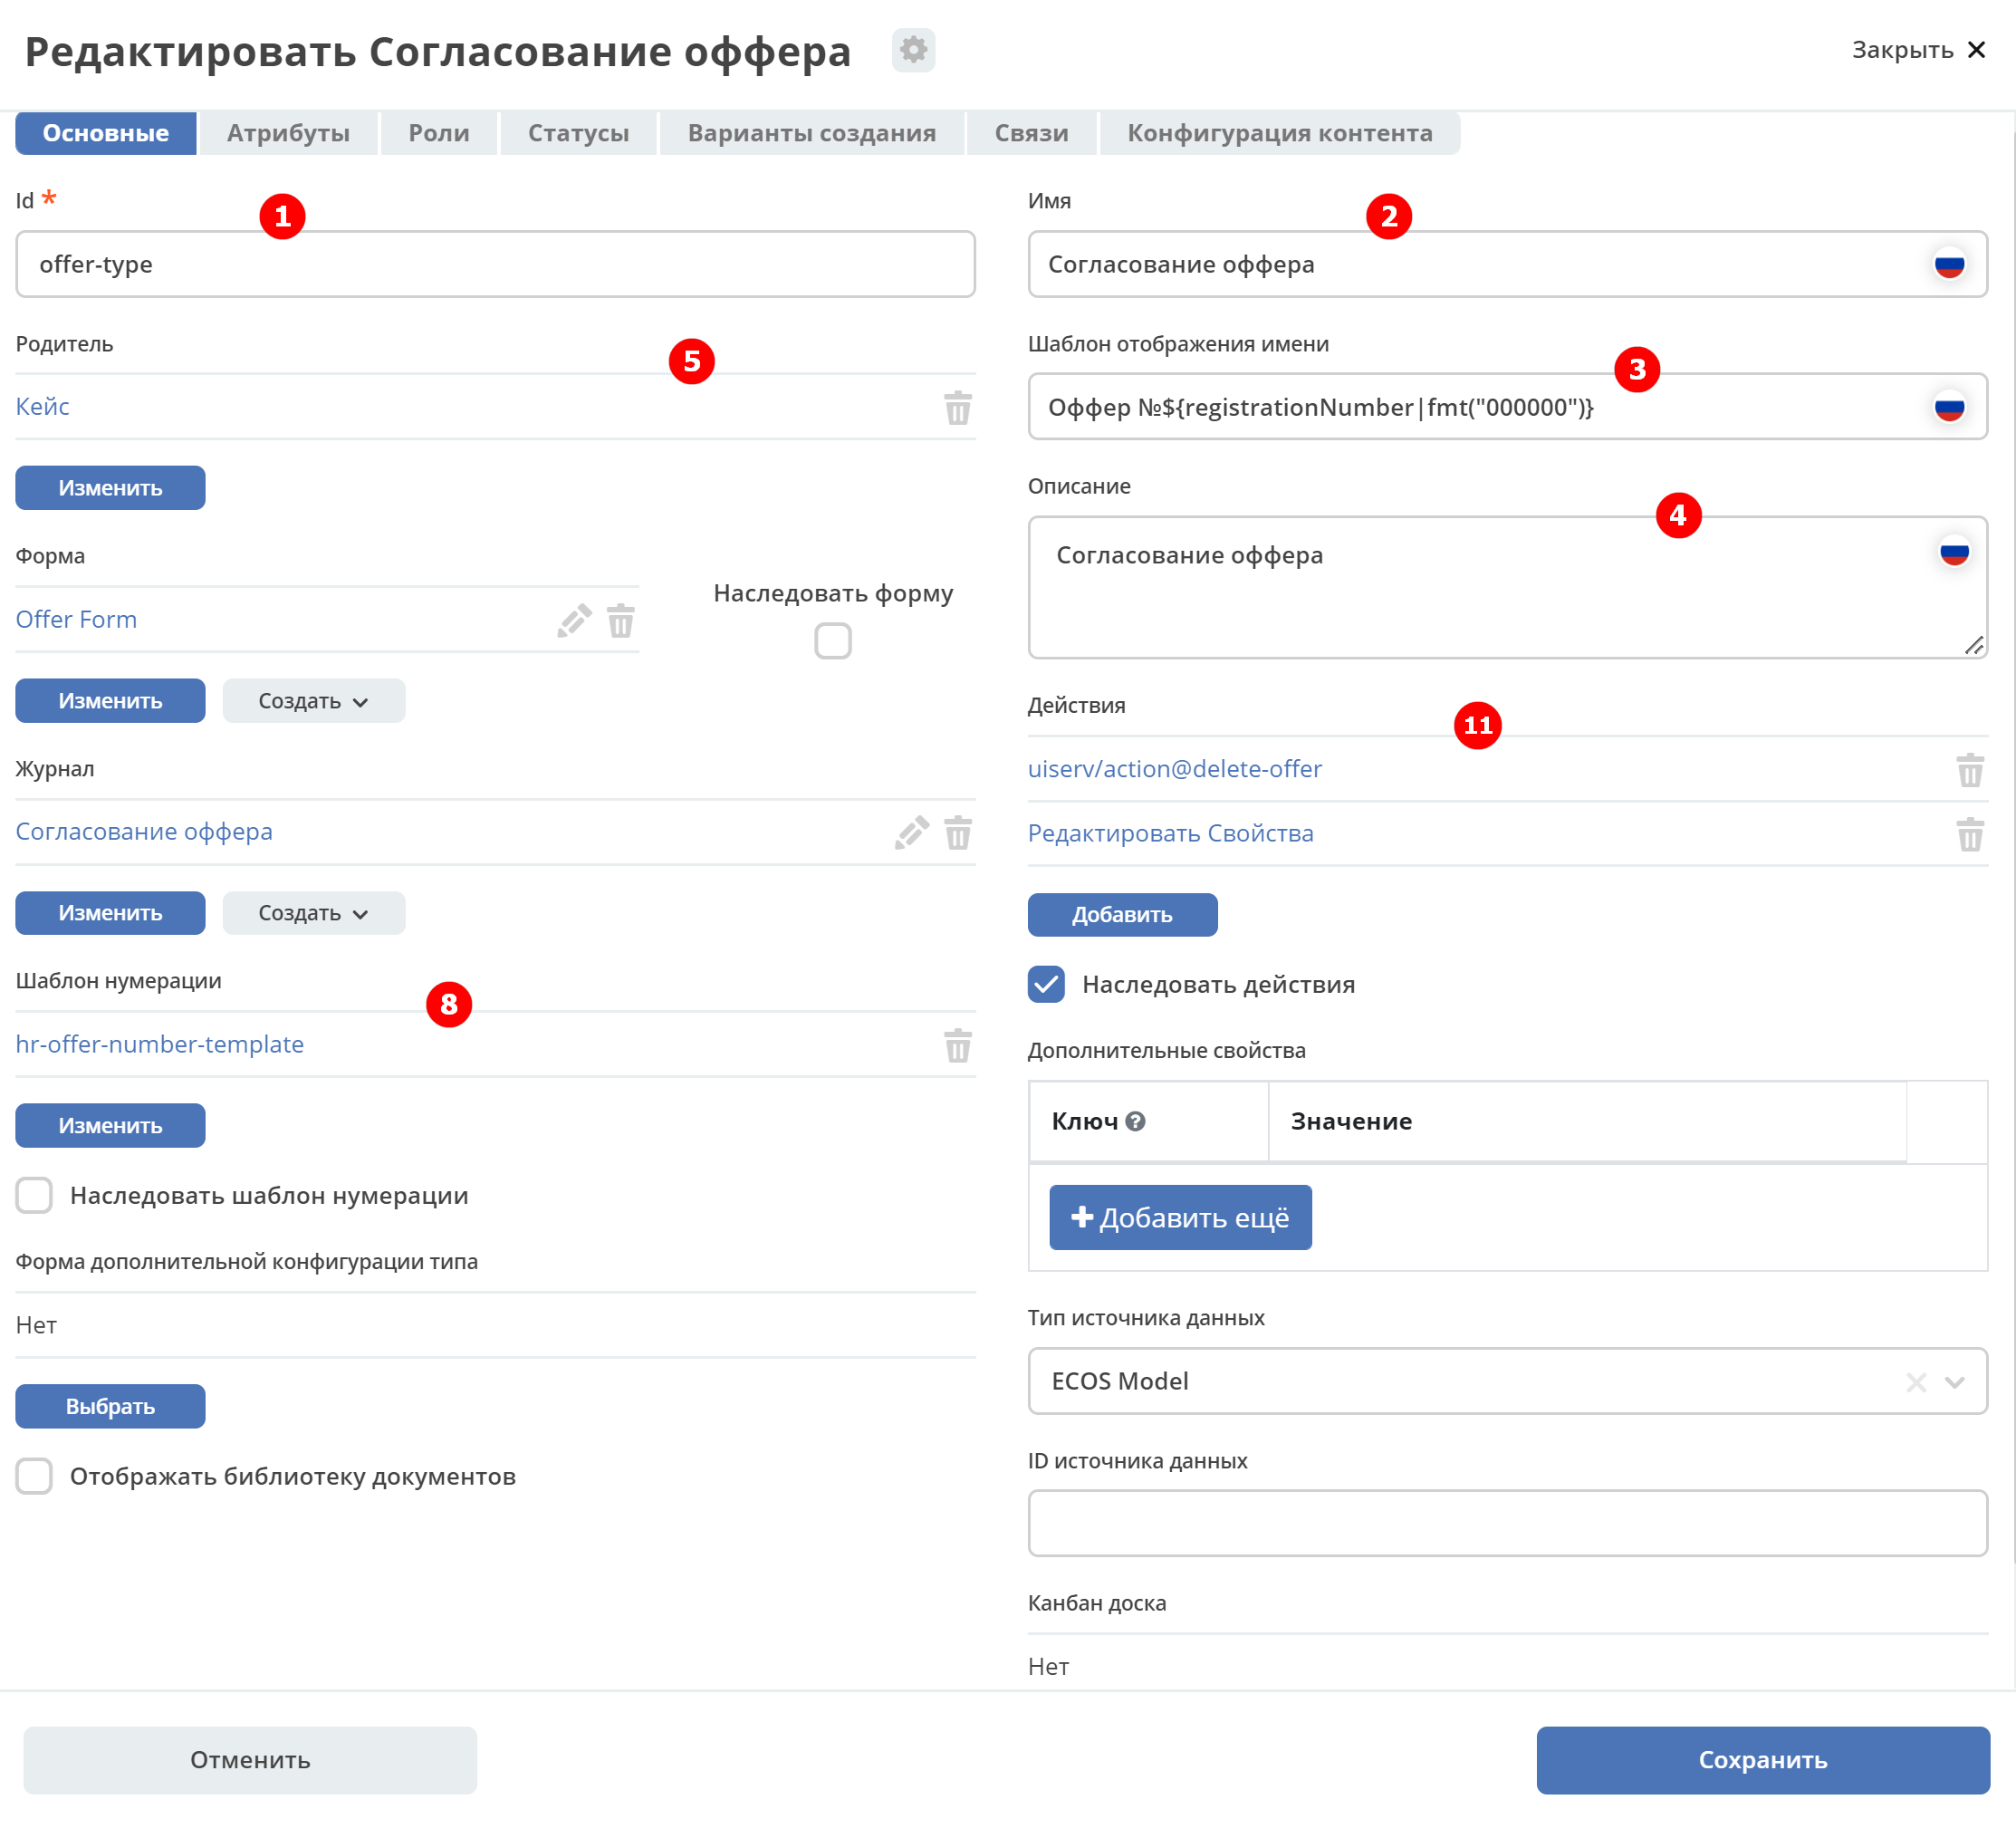 Редактировать Согласование оффера
Закрыть
Основные Атрибуты Роли Статусы Варианты создания Связи Конфигурация контента
Id *
1
offer-type
Родитель
5
Кейс
Изменить
Форма
Offer Form
Наследовать форму
Изменить Создать
Журнал
Согласование оффера
Изменить Создать
Шаблон нумерации
8
hr-offer-number-template
Изменить
Наследовать шаблон нумерации
Форма дополнительной конфигурации типа
Нет
Выбрать
Отображать библиотеку документов
Имя
2
Согласование оффера
Шаблон отображения имени
3
Оффер №${registrationNumber|fmt("000000")}
Описание
4
Согласование оффера
Действия
11
uiserv/action@delete-offer
Редактировать Свойства
Добавить
Наследовать действия
Дополнительные свойства
Ключ ? Значение
+ Добавить ещё
Тип источника данных
ECOS Model
ID источника данных
Канбан доска
Нет
Отменить
Сохранить